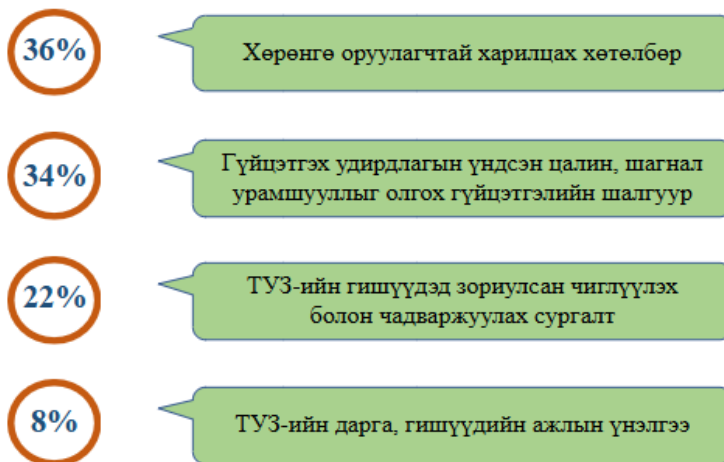 36%
Хөрөнгө оруулагчтай харилцах хөтөлбөр
34%
Гүйцэтгэх удирдлагын үндсэн цалин, шагнал
урамшууллыг олгох гүйцэтгэлийн шалгуур
22%
ТУЗ-ийн гишүүдэд зориулсан чиглүүлэх
болон чадваржуулах сургалт
8%
ТУЗ-ийн дарга, гишүүдийн ажлын үнэлгээ